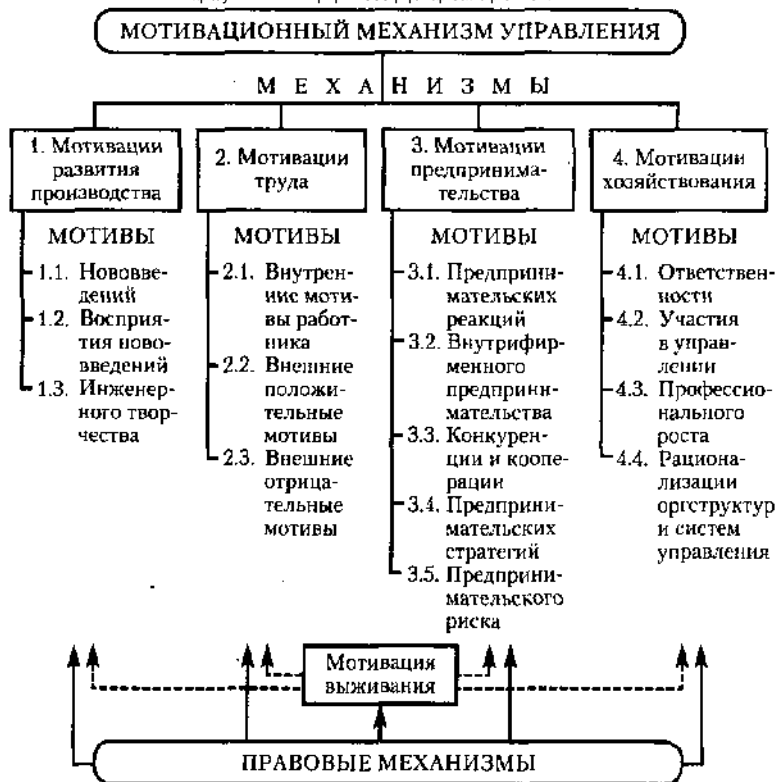 МОТИВАЦИОННЫЙ МЕХАНИЗМ УПРАВЛЕНИЯ
МЕХАНИЗМЫ
1. Мотивации
развития
производства
2. Мотивации
труда
3. Мотивации
предпринима-
тельства
4. Мотивации
хозяйствования
МОТИВЫ
1.1. Нововве-
дений
1.2. Восприя-
тия ново-
введений
1.3. Инженер-
ного твор-
чества
МОТИВЫ
2.1. Внутрен-
ние моти-
вы работ-
ника
2.2. Внешние
положи-
тельные
мотивы
2.3. Внешние
отрица-
тельные
мотивы
МОТИВЫ
3.1. Предприни-
мательских
реакций
3.2. Внутрифир-
менного
предприни-
мательства
3.3. Конкурен-
ции и коопе-
рации
3.4. Предприни-
мательских
стратегий
3.5. Предприни-
мательского
риска
МОТИВЫ
4.1. Ответствен-
ности
4.2. Участия
в управ-
лении
4.3. Профессио-
нального
роста
4.4. Рациона-
лизации
оргструктур
и систем
управления
Мотивация
выживания
ПРАВОВЫЕ МЕХАНИЗМЫ